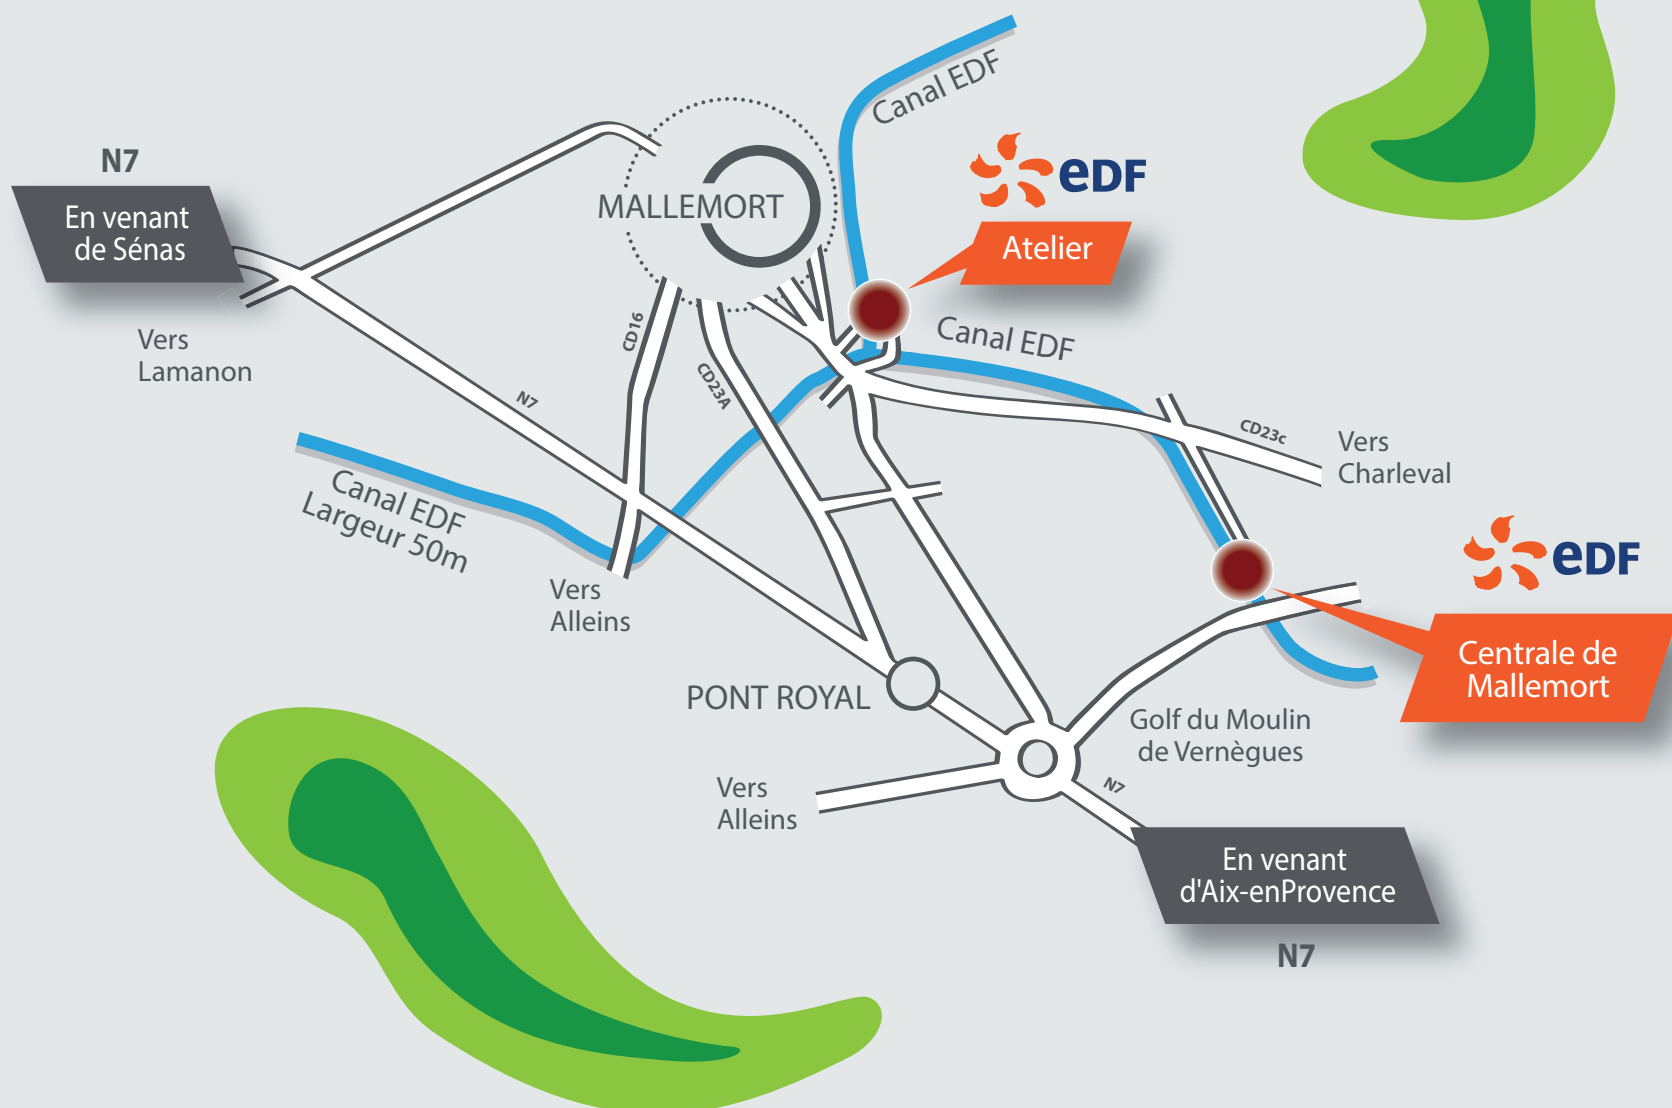 Canal EDF
N7
En venant
de Sénas
MALLEMORT
eDF
Atelier
Vers
Lamanon
CD16
CD23A
Canal EDF
N7
CD23c
Vers
Charleval
Canal EDF
Largeur 50m
Vers
Alleins
eDF
Centrale de
Mallemort
PONT ROYAL
Golf du Moulin
de Vernègues
Vers
Alleins
N7
En venant
d'Aix-enProvence
N7